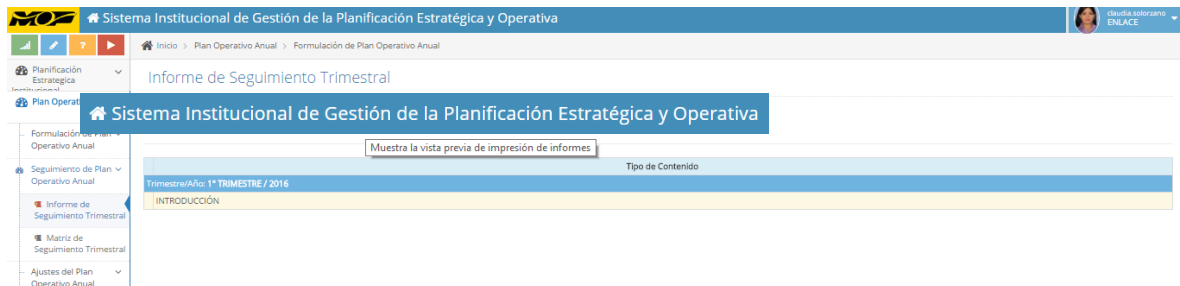 MOP Sistema Institucional de Gestión de la Planificación Estratégica y Operativa
claudia.solorzano
ENLACE
Inicio > Plan Operativo Anual > Formulación de Plan Operativo Anual
Planificación
Estrategica
Institucional
Informe de Seguimiento Trimestral
Plan Operati
Sistema Institucional de Gestión de la Planificación Estratégica y Operativa
Formulación de Plan
Operativo Anual
Muestra la vista previa de impresión de informes
Tipo de Contenido
Seguimiento de Plan
Operativo Anual
Trimestre/Año: 1° TRIMESTRE / 2016
INTRODUCCIÓN
Informe de
Seguimiento Trimestral
Matriz de
Seguimiento Trimestral
Ajustes del Plan
Operativo Anual